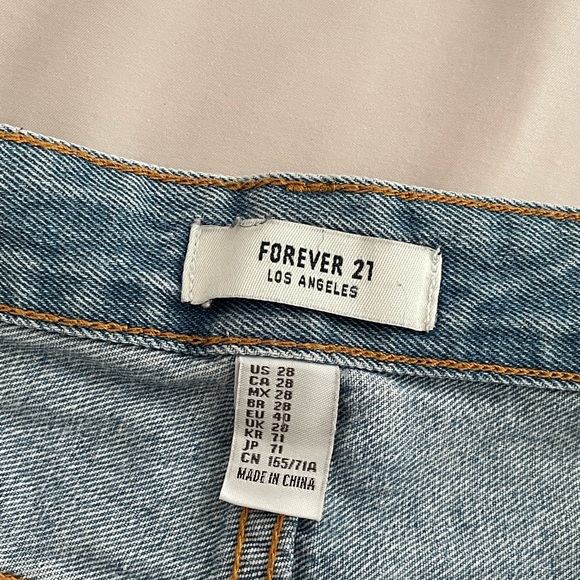 FOREVER 21
LOS ANGELES
US 28
CA 28
MX 28
BR 28
EU 40
UK 28
KR 71
JP 71
CN 165/71A
MADE IN CHINA